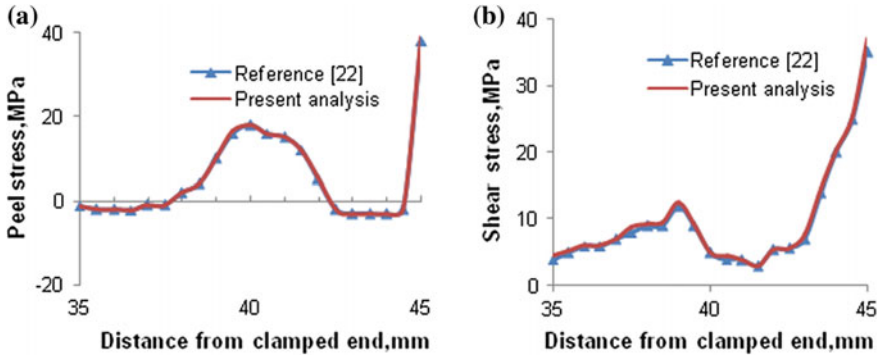 (a)
Peel stress,MPa
40
20
0
-20
35
40
45
Reference [22]
Present analysis
Distance from clamped end,mm
(b)
Shear stress,MPa
40
30
20
10
0
35
40
45
Reference [22]
Present analysis
Distance from clamped end,mm